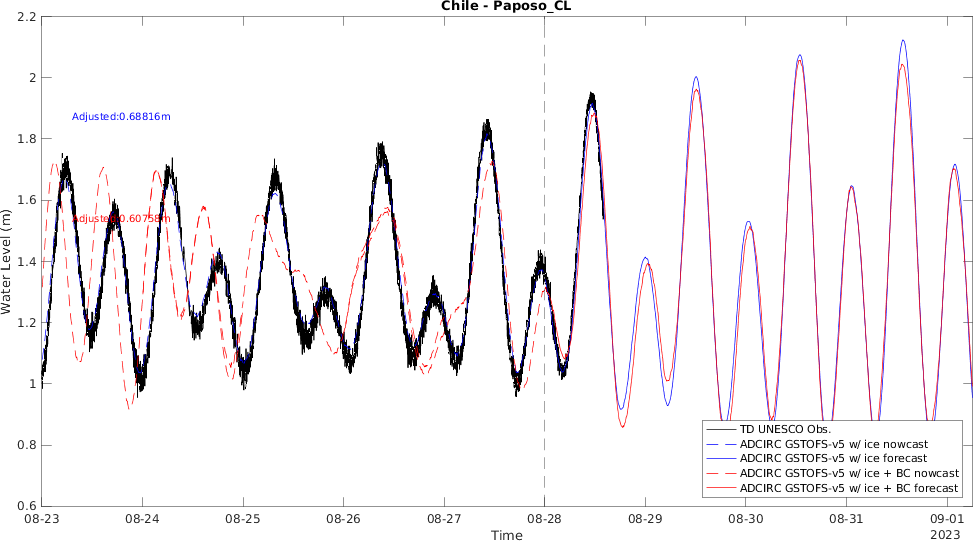 Chile - Paposo_CL
2.2
2
1.8
1.6
1.4
1.2
1
0.8
0.6
Water Level (m)
Adjusted:0.68816m
Adjusted:0.60758m
TD UNESCO Obs.
ADCIRC GSTOFS-v5 w/ ice nowcast
ADCIRC GSTOFS-v5 w/ ice forecast
ADCIRC GSTOFS-v5 w/ ice + BC nowcast
ADCIRC GSTOFS-v5 w/ ice + BC forecast
08-23 08-24 08-25 08-26 08-27 08-28 08-29 08-30 08-31 09-01
2023
Time